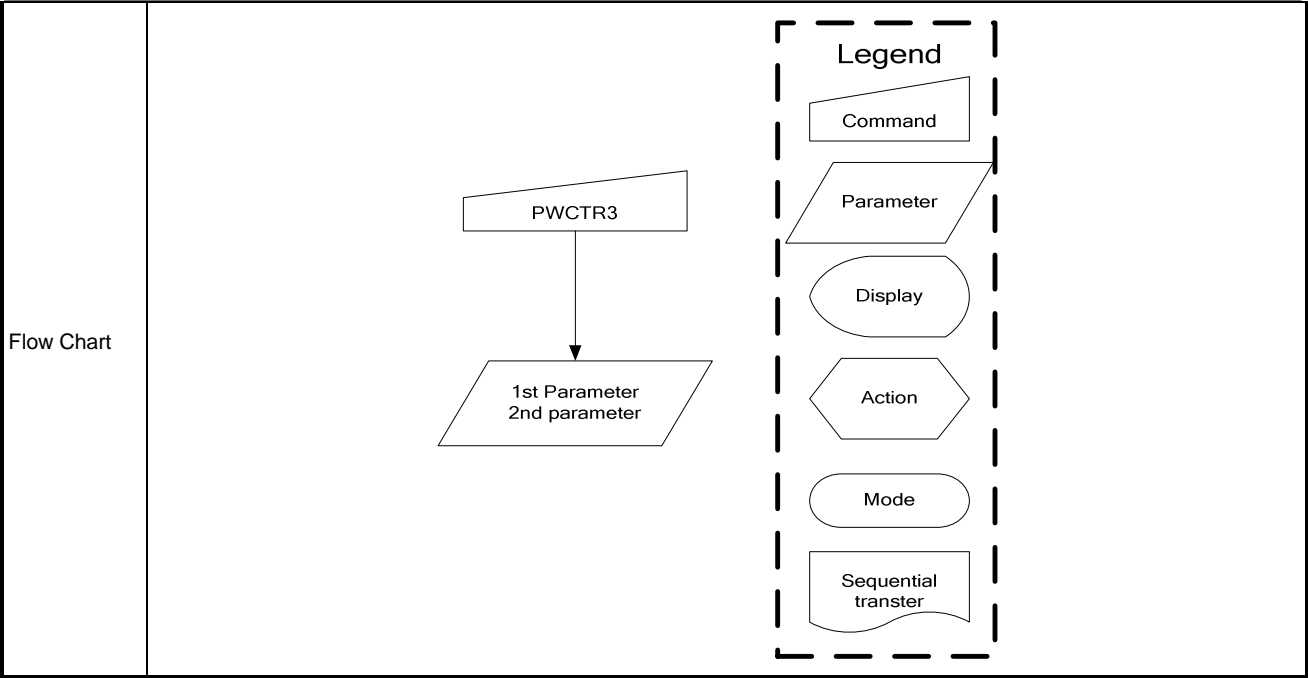 Flow Chart
PWCTR3
1st Parameter
2nd parameter
Legend
Command
Parameter
Display
Action
Mode
Sequential
transter